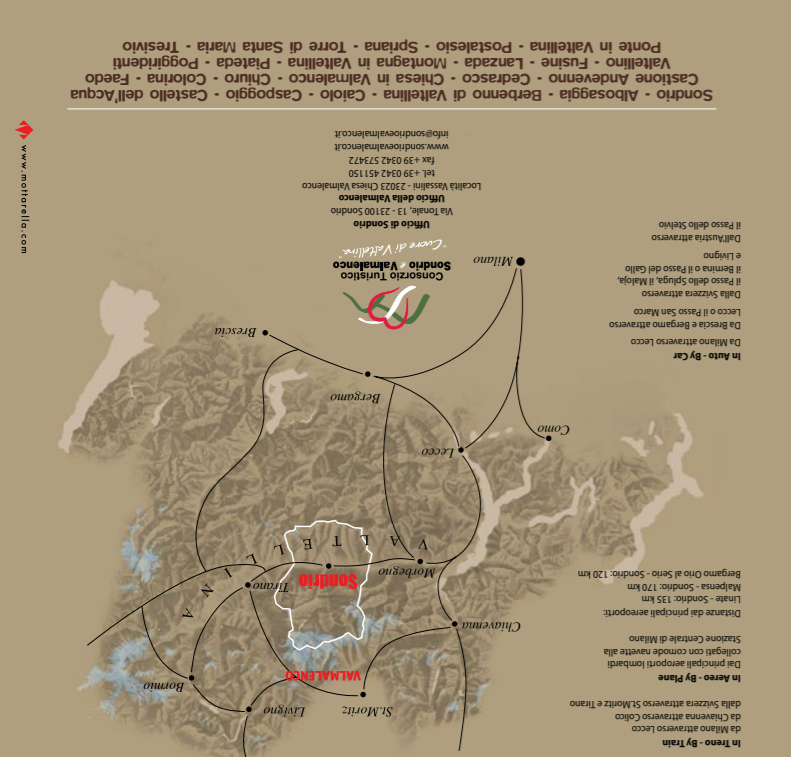 In Treno - By Train
da Milano attraverso Lecco
da Chiavenna attraverso Colico
dalla Svizzera attraverso St.Moritz e Tirano
In Aereo - By Plane
Dai principali aeroporti lombardi
collegati con comode navette alla
Stazione Centrale di Milano
Distanze dai principali aeroporti:
Linate - Sondrio: 135 km
Malpensa - Sondrio: 170 km
Bergamo Orio al Serio - Sondrio: 120 km
St.Moritz
Livigno
Bormio
VALMALENCO
Chiavenna
Morbegno
Sondrio
Tirano
VALTELLINA
Lecco
Como
Bergamo
Brescia
Milano
In Auto - By Car
Da Milano attraverso Lecco
Da Brescia e Bergamo attraverso
Lecco o il Passo San Marco
Dalla Svizzera attraverso
il Passo dello Spluga, il Maloja,
il Bernina o il Passo del Gallo
e Livigno
Dall'Austria attraverso
il Passo dello Stelvio
Consorzio Turistico
Sondrio e Valmalenco
"Cuore di Valtellina"
Ufficio di Sondrio
Via Tonale, 13 - 23100 Sondrio
Ufficio della Valmalenco
Località Vassalini - 23023 Chiesa Valmalenco
tel. +39 0342 451150
fax +39 0342 573472
www.sondrioevalmalenco.it
info@sondrioevalmalenco.it
www.mottarella.com
Sondrio - Albosaggia - Berbenno di Valtellina - Caiolo - Caspoggio - Castello dell'Acqua
Castione Andevenno - Cedrasco - Chiesa in Valmalenco - Chiuro - Colorina - Faedo
Valtellino - Fusine - Lanzada - Montagna in Valtellina - Piateda - Poggiridenti
Ponte in Valtellina - Postalesio - Spriana - Torre di Santa Maria - Tresivio